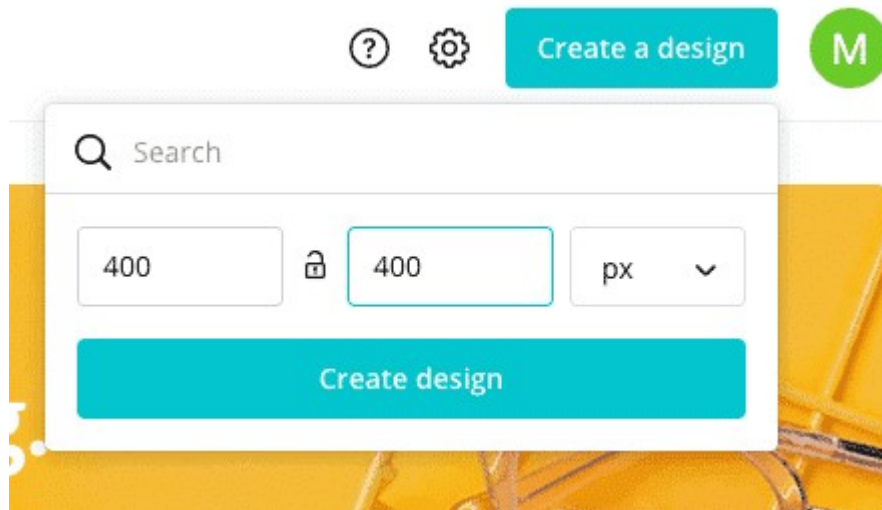 Create a design
M
Search
400 400 px
Create design
g.